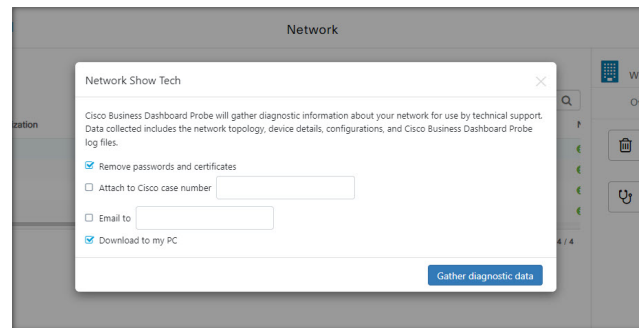 Network
Network Show Tech
Cisco Business Dashboard Probe will gather diagnostic information about your network for use by technical support.
Data collected includes the network topology, device details, configurations, and Cisco Business Dashboard Probe
log files.
ization
Remove passwords and certificates
Attach to Cisco case number
Email to
Download to my PC
4 / 4
Gather diagnostic data